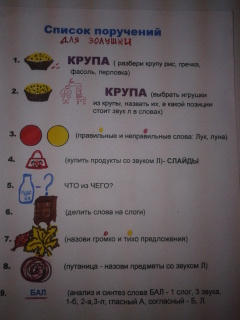 Список поручений
ДЛЯ ЗОЛУШКИ
1. КРУПА ( разбери крупу рис, гречка,
фасоль, перловка)
2. КРУПА (выбрать игрушки
из крупы, назвать их, в какой позиции
стоит звук л в словах)
3. (правильные и неправильные слова: Лук, луна)
4. (купить продукты со звуком Л)- СЛАЙДЫ
5. - ? ЧТО из ЧЕГО?
6. (делить слова на слоги)
7. (назови громко и тихо предложения)
8. (путаница - назови предметы со звуком Л)
9. БАЛ (анализ и синтез слова БАЛ - 1 слог, 3 звука,
1-б, 2-а,3-л, гласный А, согласный - Б, Л